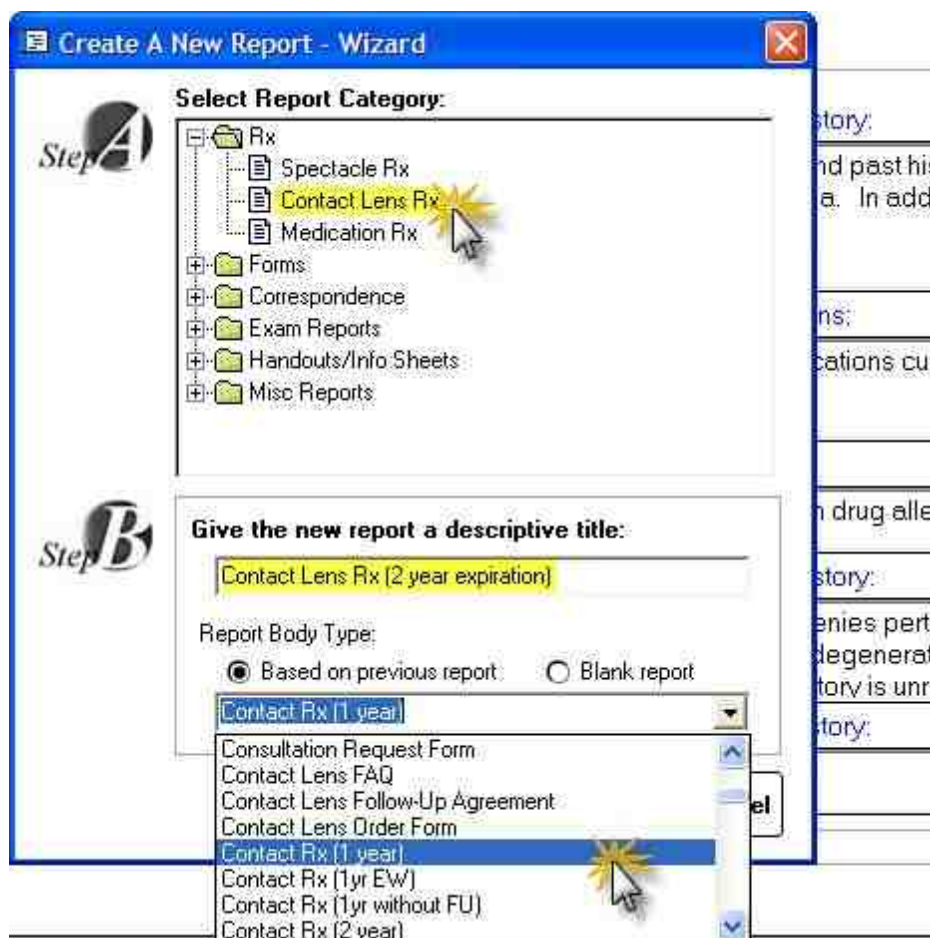 Create A New Report - Wizard
Step A
Select Report Category:
Rx
Spectacle Rx
Contact Lens Rx
Medication Rx
Forms
Correspondence
Exam Reports
Handouts/Info Sheets
Misc Reports
Step B
Give the new report a descriptive title:
Contact Lens Rx (2 year expiration)
Report Body Type:
Based on previous report
Blank report
Contact Rx (1 year)
Consultation Request Form
Contact Lens FAQ
Contact Lens Follow-Up Agreement
Contact Lens Order Form
Contact Rx (1 year)
Contact Rx (1yr EW)
Contact Rx (1yr without FU)
Contact Rx (2 year)
el
story:
nd past his
a. In add
ns:
cations cu
n drug alle
story:
enies pert
degenerat
tory is unr
story: